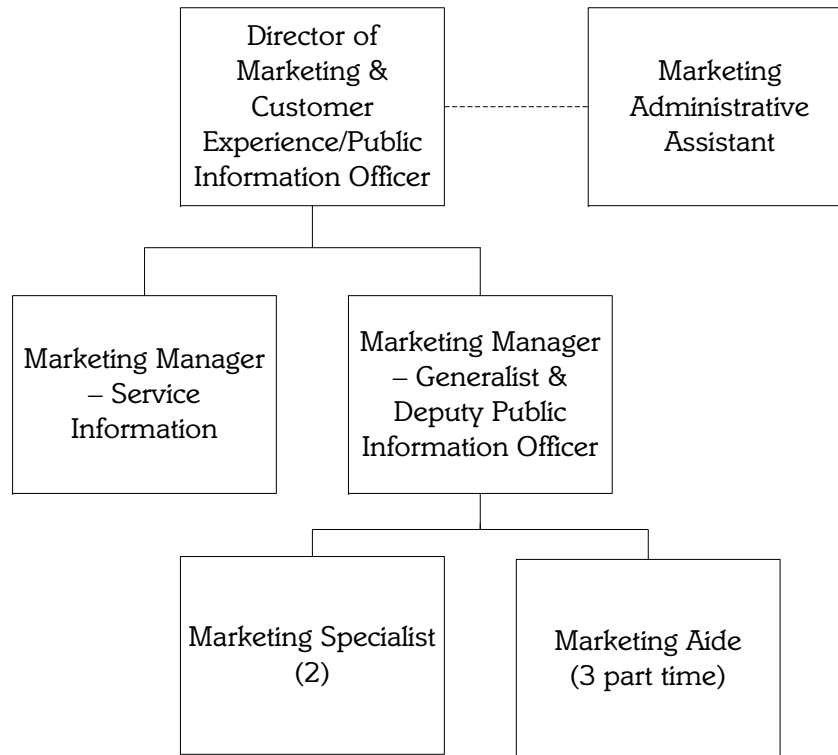 Director of
Marketing &
Customer
Experience/Public
Information Officer
Marketing
Administrative
Assistant
Marketing Manager
– Service
Information
Marketing Manager
– Generalist &
Deputy Public
Information Officer
Marketing Specialist
(2)
Marketing Aide
(3 part time)